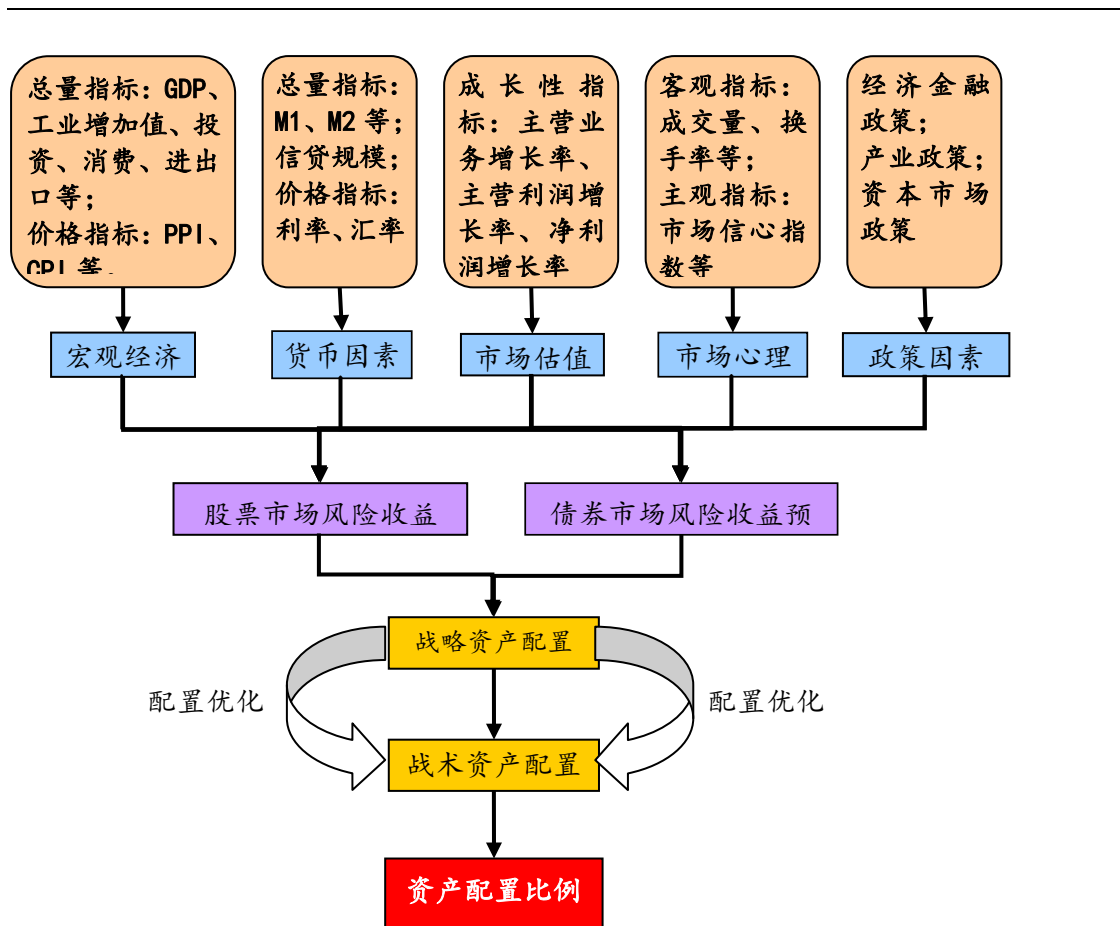 总量指标：GDP、
工业增加值、投
资、消费、进出
口等；
价格指标：PPI、
CPI 等。
总量指标：
M1、M2 等；
信贷规模；
价格指标：
利率、汇率
成长性指
标：主营业
务增长率、
主营利润增
长率、净利
润增长率
客观指标：
成交量、换
手率等；
主观指标：
市场信心指
数等
经济金融
政策；
产业政策；
资本市场
政策
宏观经济
货币因素
市场估值
市场心理
政策因素
股票市场风险收益
债券市场风险收益预
战略资产配置
配置优化
配置优化
战术资产配置
资产配置比例